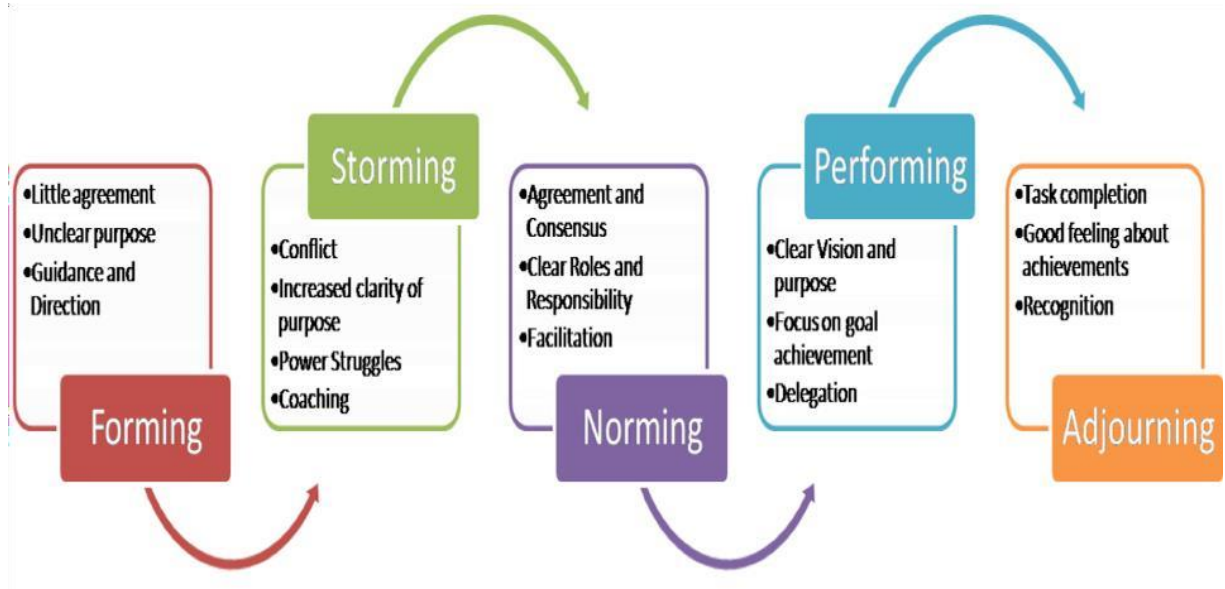 •Little agreement
•Unclear purpose
•Guidance and
Direction
Forming
Storming
•Conflict
•Increased clarity of
purpose
•Power Struggles
•Coaching
•Agreement and
Consensus
•Clear Roles and
Responsibility
•Facilitation
Norming
Performing
•Clear Vision and
purpose
•Focus on goal
achievement
•Delegation
•Task completion
•Good feeling about
achievements
•Recognition
Adjourning